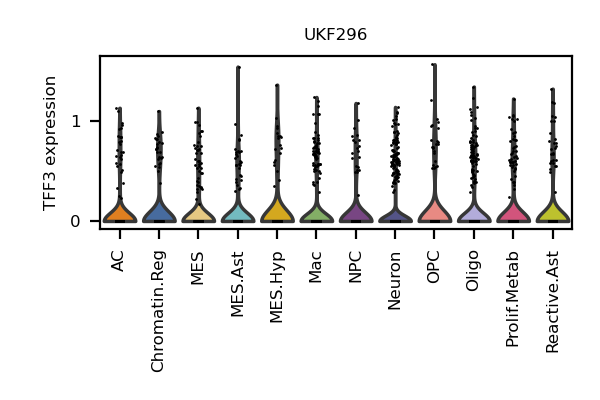 UKF296
TFF3 expression
1
0
AC
Chromatin.Reg
MES
MES.Ast
MES.Hyp
Mac
NPC
Neuron
OPC
Oligo
Prolif.Metab
Reactive.Ast